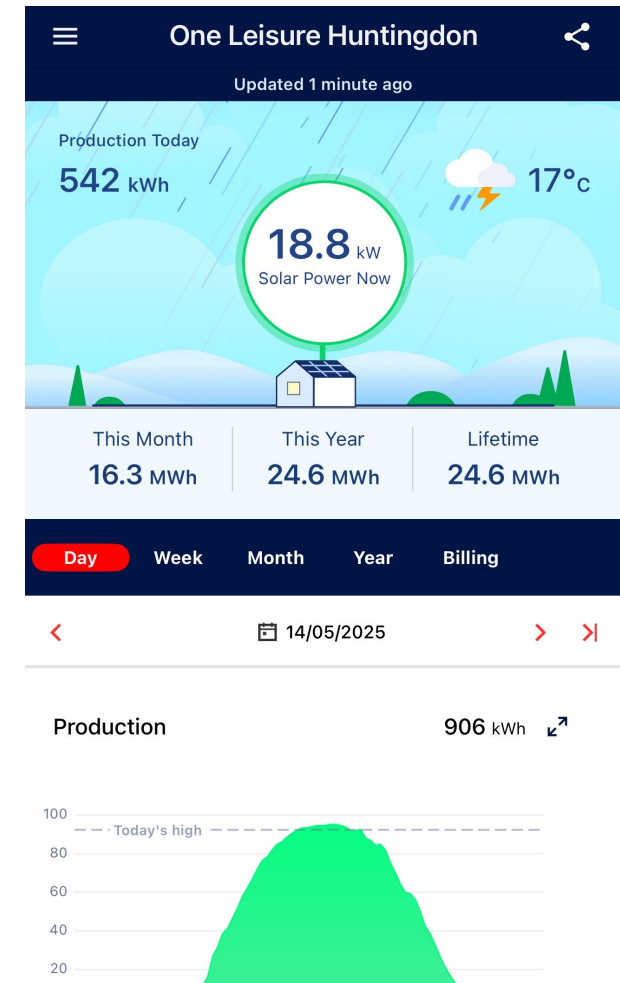 One Leisure Huntingdon
Updated 1 minute ago
Production Today
542 kWh
17°c
18.8 kW
Solar Power Now
This Month
16.3 MWh
This Year
24.6 MWh
Lifetime
24.6 MWh
Day Week Month Year Billing
14/05/2025
Production 906 kWh
100
Today's high
80
60
40
20